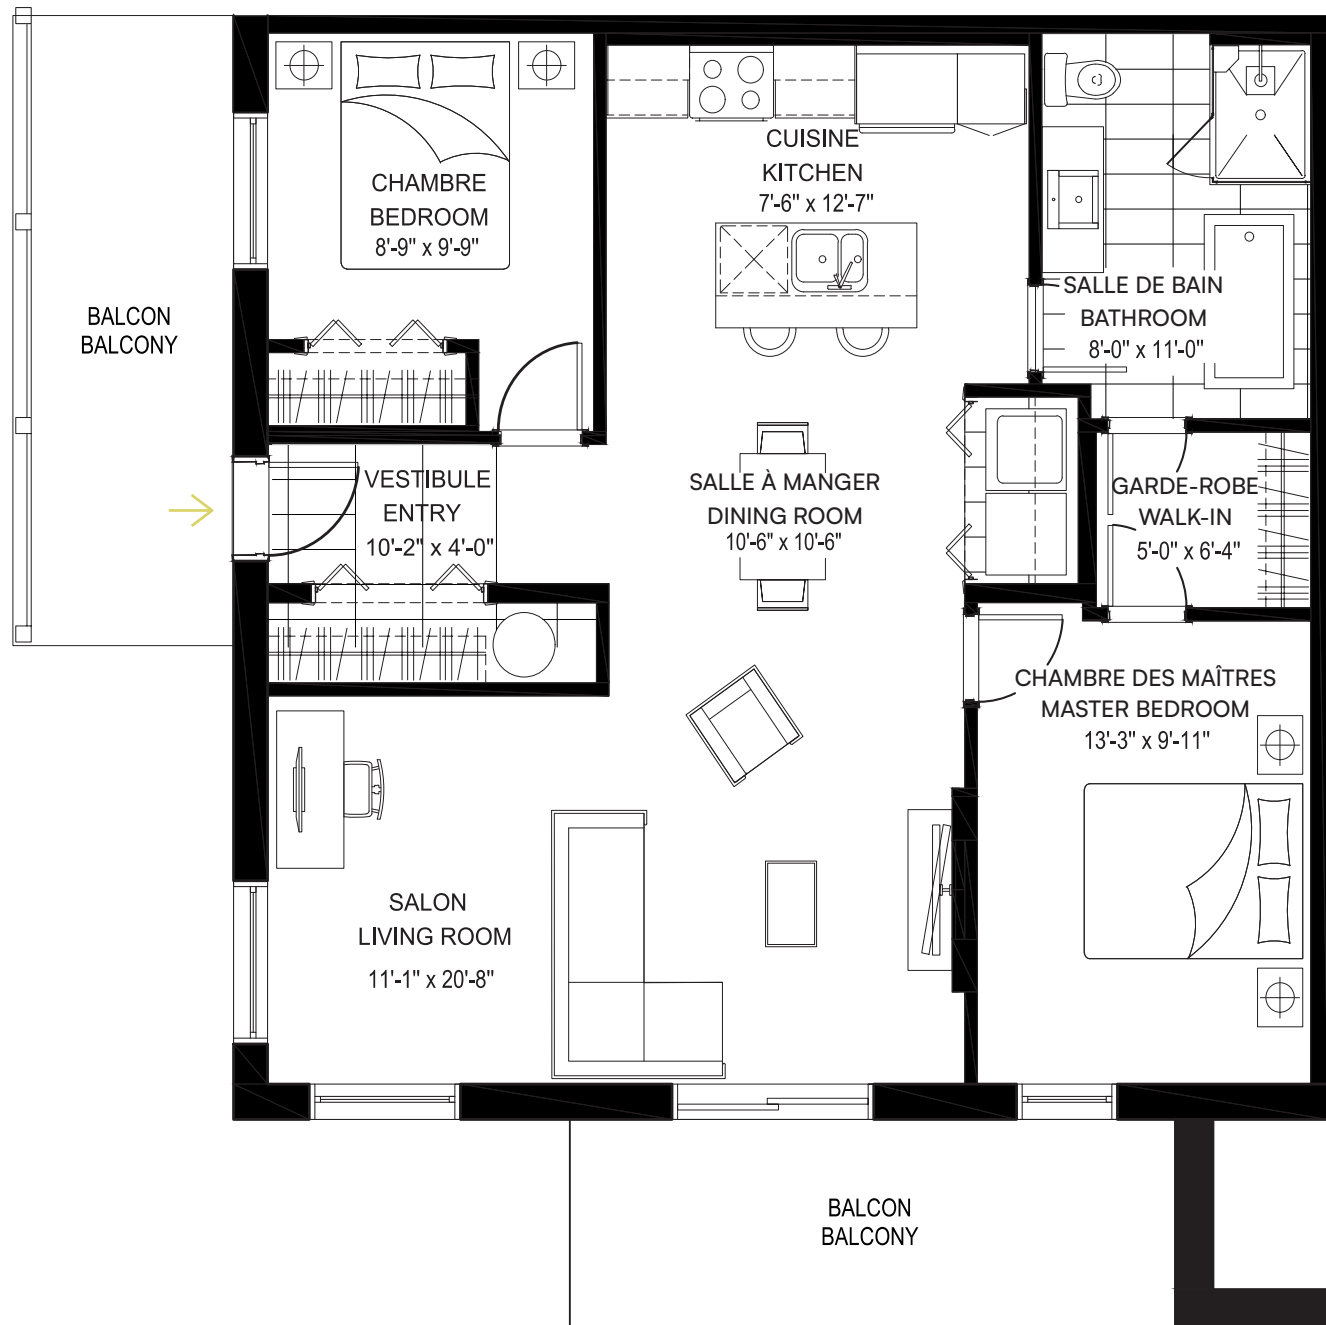 CHAMBRE
BEDROOM
8'-9" x 9'-9"
CUISINE
KITCHEN
7'-6" x 12'-7"
SALLE DE BAIN
BATHROOM
8'-0" x 11'-0"
BALCON
BALCONY
VESTIBULE
ENTRY
10'-2" x 4'-0"
SALLE À MANGER
DINING ROOM
10'-6" x 10'-6"
GARDE-ROBE
WALK-IN
5'-0" x 6'-4"
CHAMBRE DES MAÎTRES
MASTER BEDROOM
13'-3" x 9'-11"
SALON
LIVING ROOM
11'-1" x 20'-8"
BALCON
BALCONY